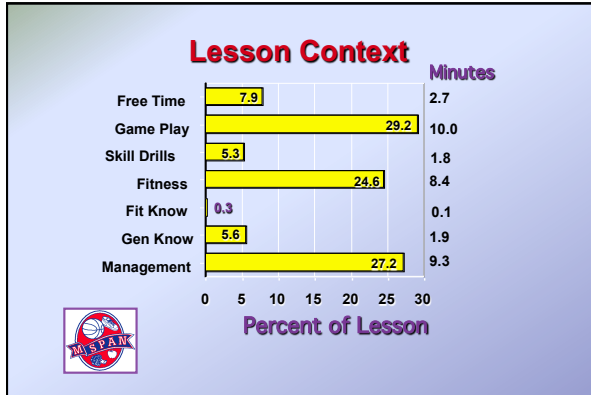 Lesson Context
Minutes
Free Time 7.9 2.7
Game Play 29.2 10.0
Skill Drills 5.3 1.8
Fitness 24.6 8.4
Fit Know 0.3 0.1
Gen Know 5.6 1.9
Management 27.2 9.3
0 5 10 15 20 25 30
Percent of Lesson
M SPAN